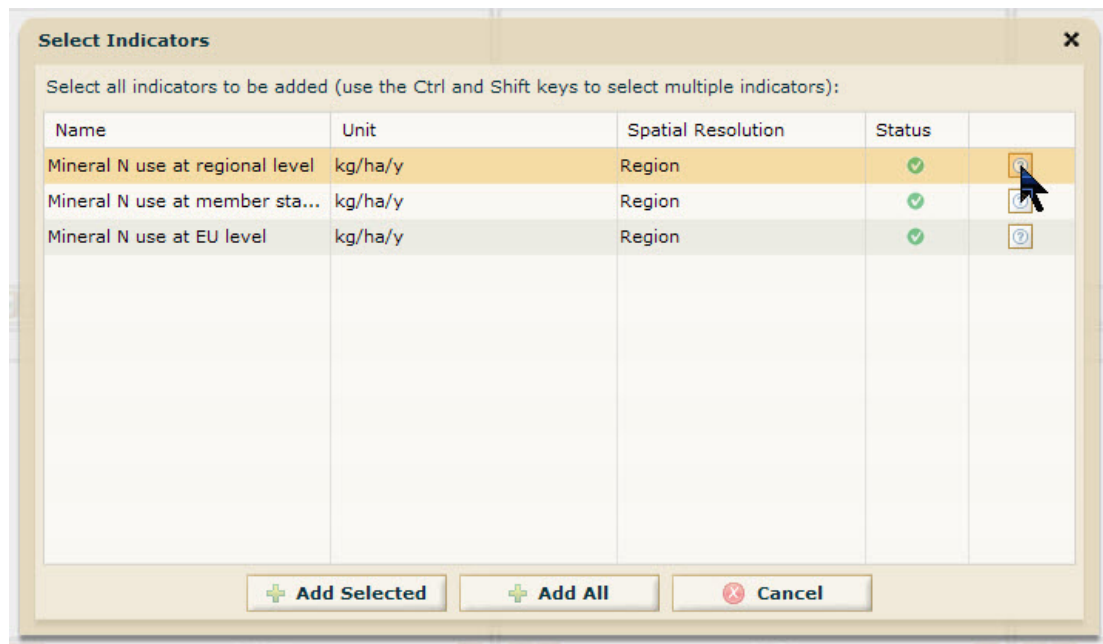 Select Indicators
Select all indicators to be added (use the Ctrl and Shift keys to select multiple indicators):
Name Unit Spatial Resolution Status
Mineral N use at regional level kg/ha/y Region
Mineral N use at member sta... kg/ha/y Region
Mineral N use at EU level kg/ha/y Region
Add Selected Add All Cancel